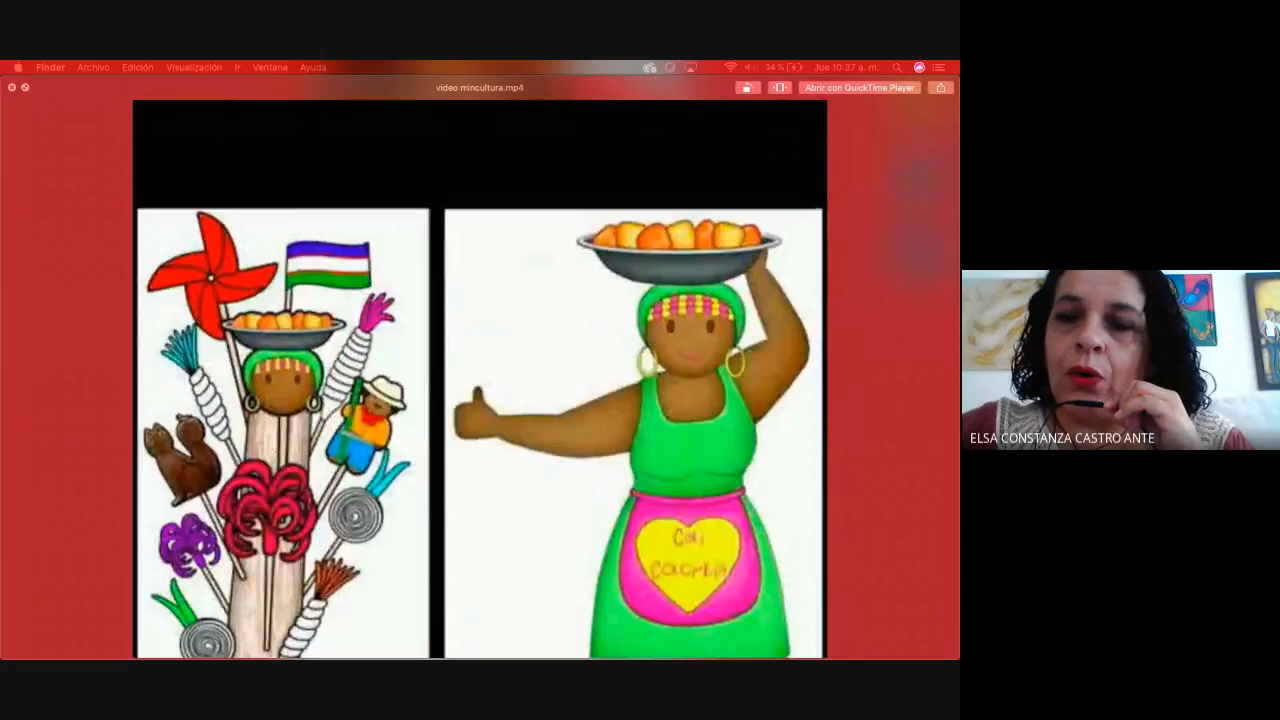 Finder Archivo Edición Visualización Ir Ventana Ayuda 34 % Jue 10:37 a. m.
video mincultura.mp4 Abrir con QuickTime Player
Cali
Colombia
ELSA CONSTANZA CASTRO ANTE